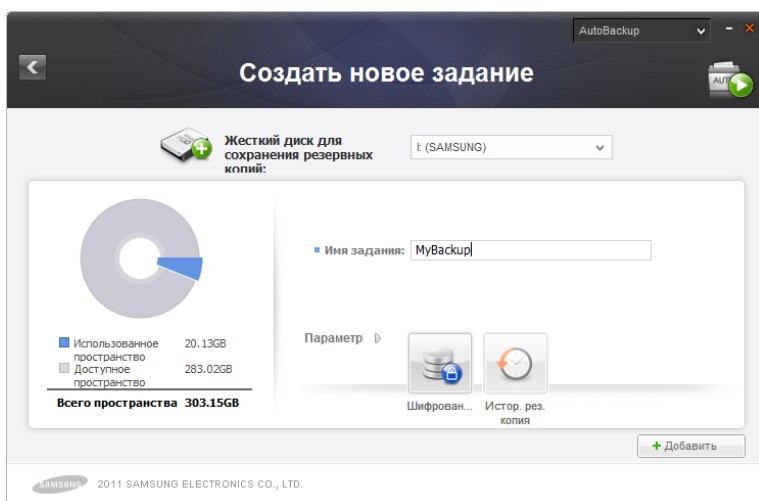 AutoBackup
Создать новое задание
AUTO
Жесткий диск для
сохранения резервных
копий:
I: (SAMSUNG)
Имя задания:
MyBackup
Использованное
пространство
20.13GB
Доступное
пространство
283.02GB
Всего пространства 303.15GB
Параметр
Шифрован...
Истор. рез.
копия
+ Добавить
SAMSUNG
2011 SAMSUNG ELECTRONICS CO., LTD.